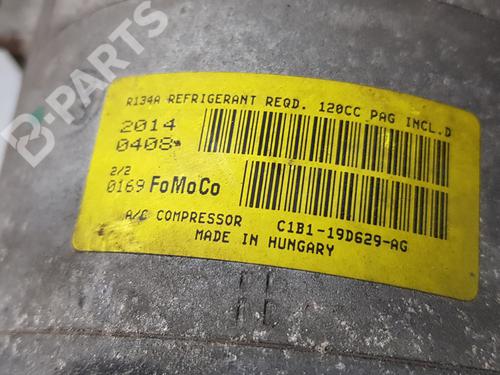 B-PARTS
R134A REFRIGERANT REQD. 120CC PAG INCL.D
2014
0408
2/2
0169 FoMoCo
A/C COMPRESSOR C1B1-19D629-AG
MADE IN HUNGARY